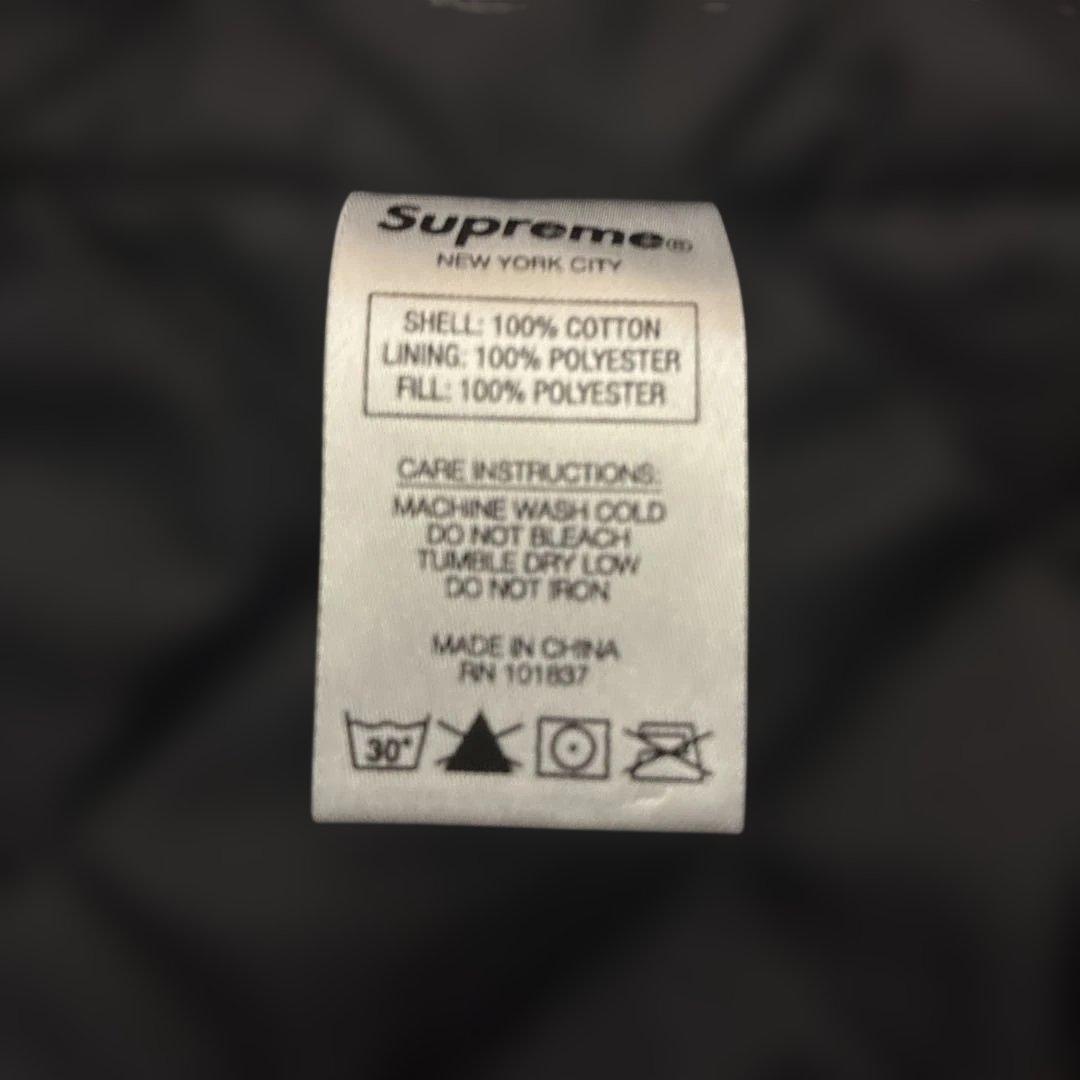 Supreme®
NEW YORK CITY
SHELL: 100% COTTON
LINING: 100% POLYESTER
FILL: 100% POLYESTER
CARE INSTRUCTIONS:
MACHINE WASH COLD
DO NOT BLEACH
TUMBLE DRY LOW
DO NOT IRON
MADE IN CHINA
RN 101837
30°